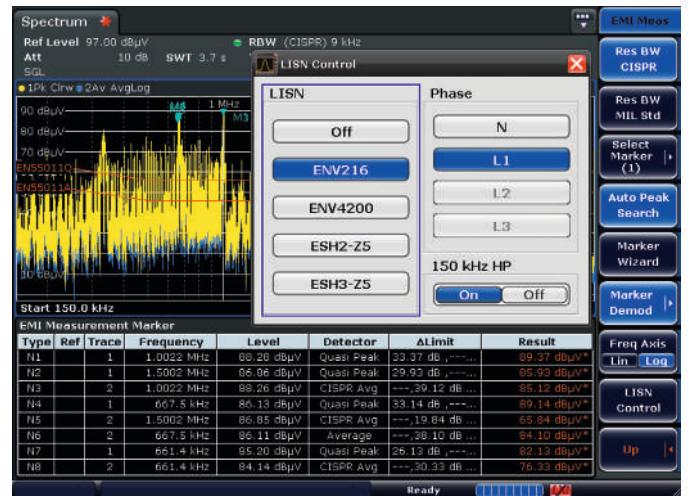 Spectrum
Ref Level 97.00 dBµV RBW (CISPR) 9 kHz
Att 10 dB SWT 3.7 s
SGL
1Pk Clrw 2Av AvgLog
90 dBµV
80 dBµV
70 dBµV
EN55011Q
EN55011A
M6 1 MHz
M3
Start 150.0 kHz
LISN Control
LISN
Off
ENV216
ENV4200
ESH2-Z5
ESH3-Z5
Phase
N
L1
L2
L3
150 kHz HP
On Off
EMI Measurement Marker
Type Ref Trace Frequency Level Detector ΔLimit Result
N1 1 1.0022 MHz 88.28 dBµV Quasi Peak 33.37 dB ,---... 89.37 dBµV*
N2 1 1.5002 MHz 86.86 dBµV Quasi Peak 29.93 dB ,---... 85.93 dBµV*
N3 2 1.0022 MHz 88.26 dBµV CISPR Avg ---,39.12 dB ... 85.12 dBµV*
N4 1 667.5 kHz 86.13 dBµV Quasi Peak 33.14 dB ,---... 89.14 dBµV*
N5 2 1.5002 MHz 86.85 dBµV CISPR Avg ---,19.84 dB ... 65.84 dBµV*
N6 2 667.5 kHz 86.11 dBµV Average ---,38.10 dB ... 84.10 dBµV*
N7 1 661.4 kHz 85.20 dBµV Quasi Peak 26.13 dB ,---... 82.13 dBµV*
N8 2 661.4 kHz 84.14 dBµV CISPR Avg ---,30.33 dB ... 76.33 dBµV*
Ready
EMI Meas
Res BW
CISPR
Res BW
MIL Std
Select
Marker
(1)
Auto Peak
Search
Marker
Wizard
Marker
Demod
Freq Axis
Lin Log
LISN
Control
Up